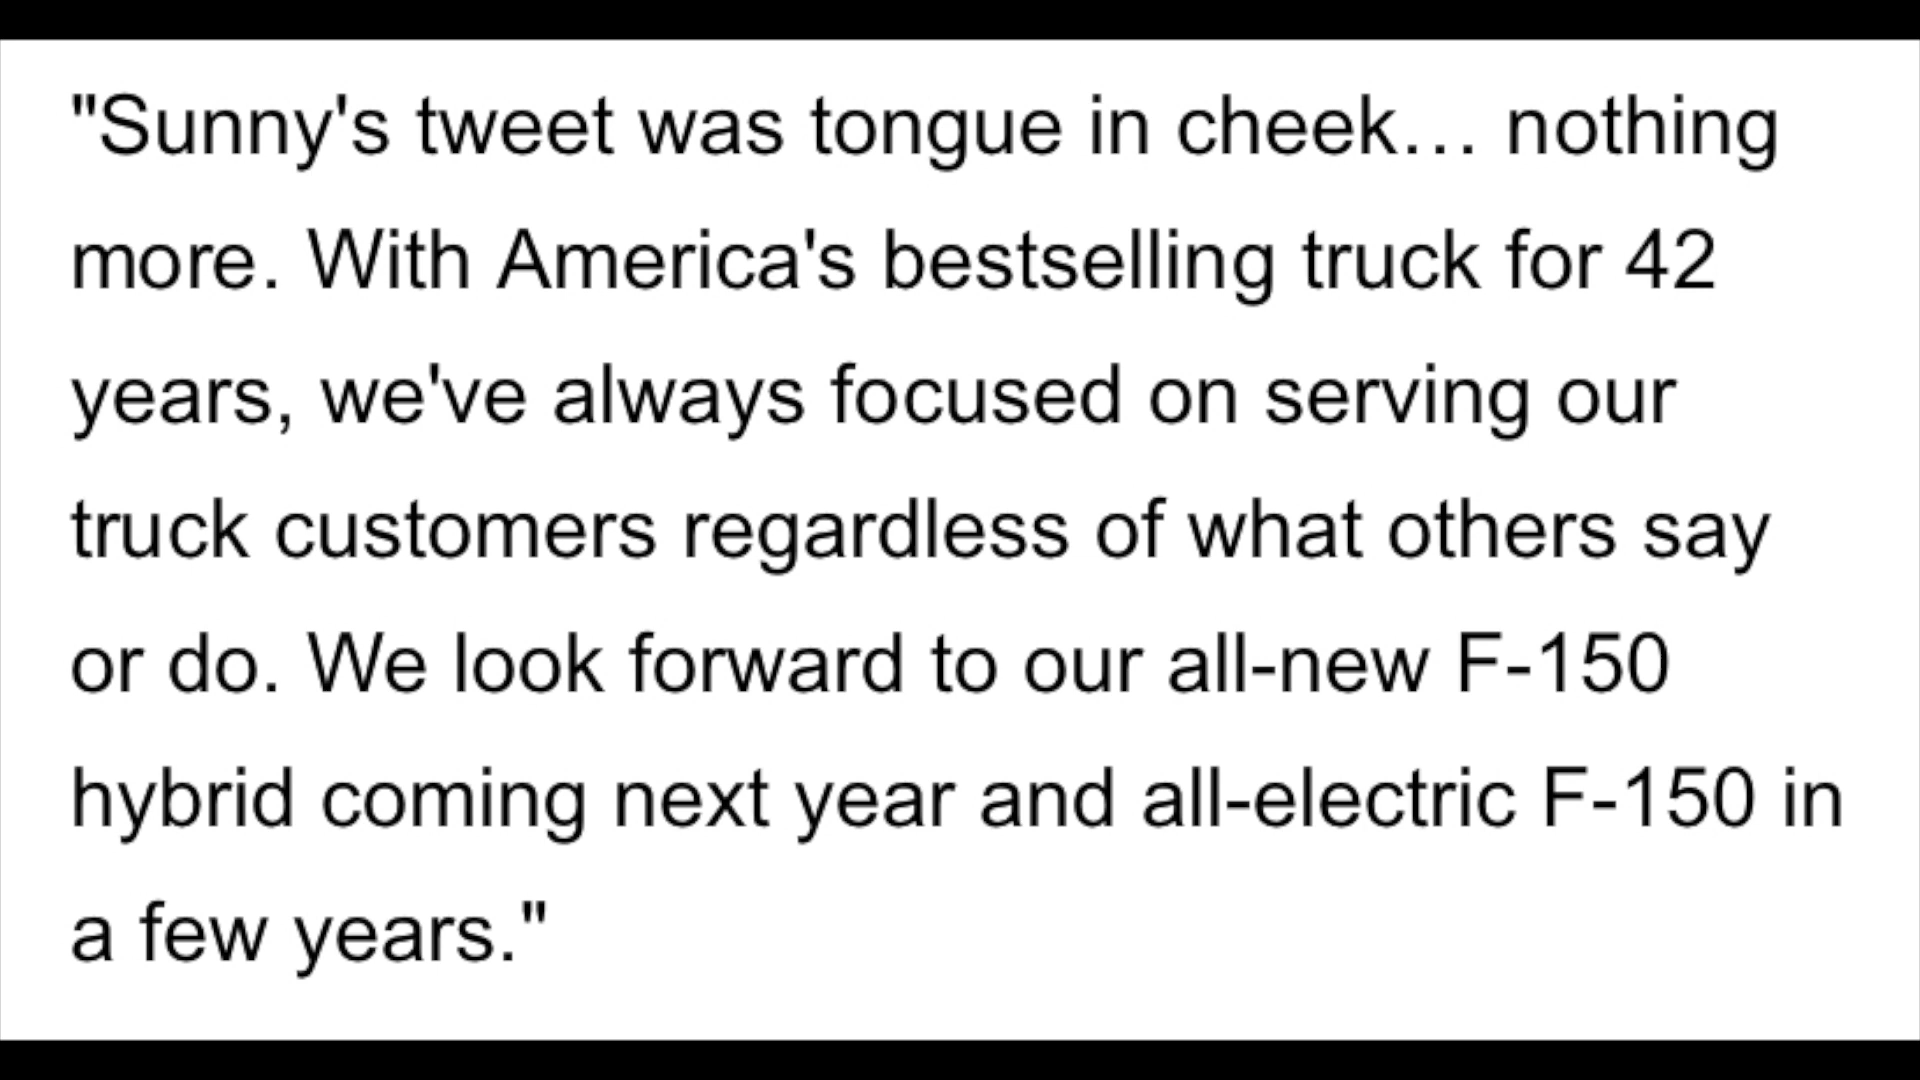 "Sunny's tweet was tongue in cheek… nothing
more. With America's bestselling truck for 42
years, we've always focused on serving our
truck customers regardless of what others say
or do. We look forward to our all-new F-150
hybrid coming next year and all-electric F-150 in
a few years."